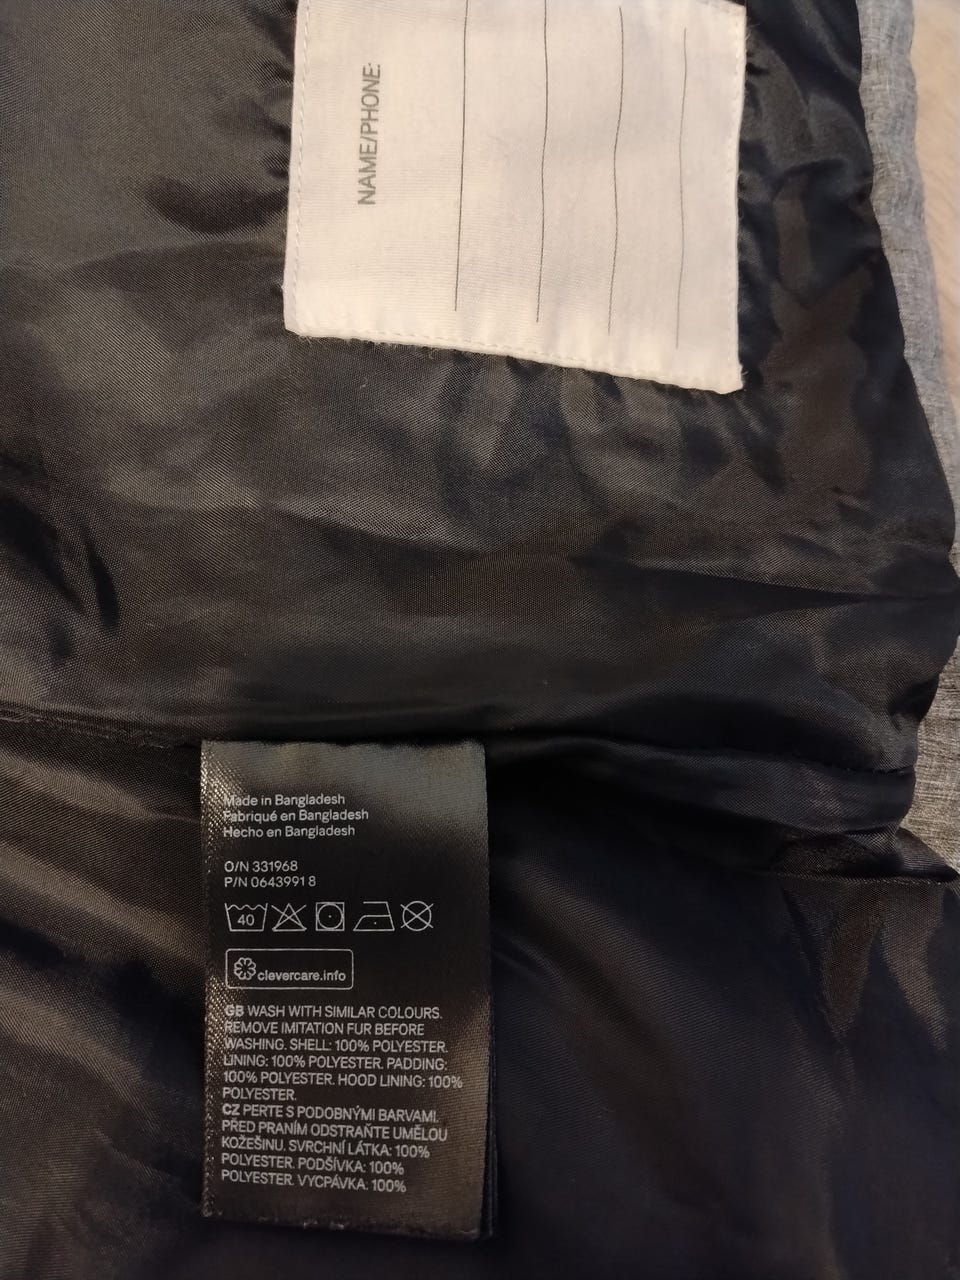 NAME/PHONE:
Made in Bangladesh
Fabriqué en Bangladesh
Hecho en Bangladesh
O/N 331968
P/N 0643991 8
40
clevercare.info
GB WASH WITH SIMILAR COLOURS.
REMOVE IMITATION FUR BEFORE
WASHING. SHELL: 100% POLYESTER.
LINING: 100% POLYESTER. PADDING:
100% POLYESTER. HOOD LINING: 100%
POLYESTER.
CZ PERTE S PODOBNÝMI BARVAMI.
PŘED PRANÍM ODSTRAŇTE UMĚLOU
KOŽEŠINU. SVRCHNÍ LÁTKA: 100%
POLYESTER. PODŠÍVKA: 100%
POLYESTER. VYCPÁVKA: 100%